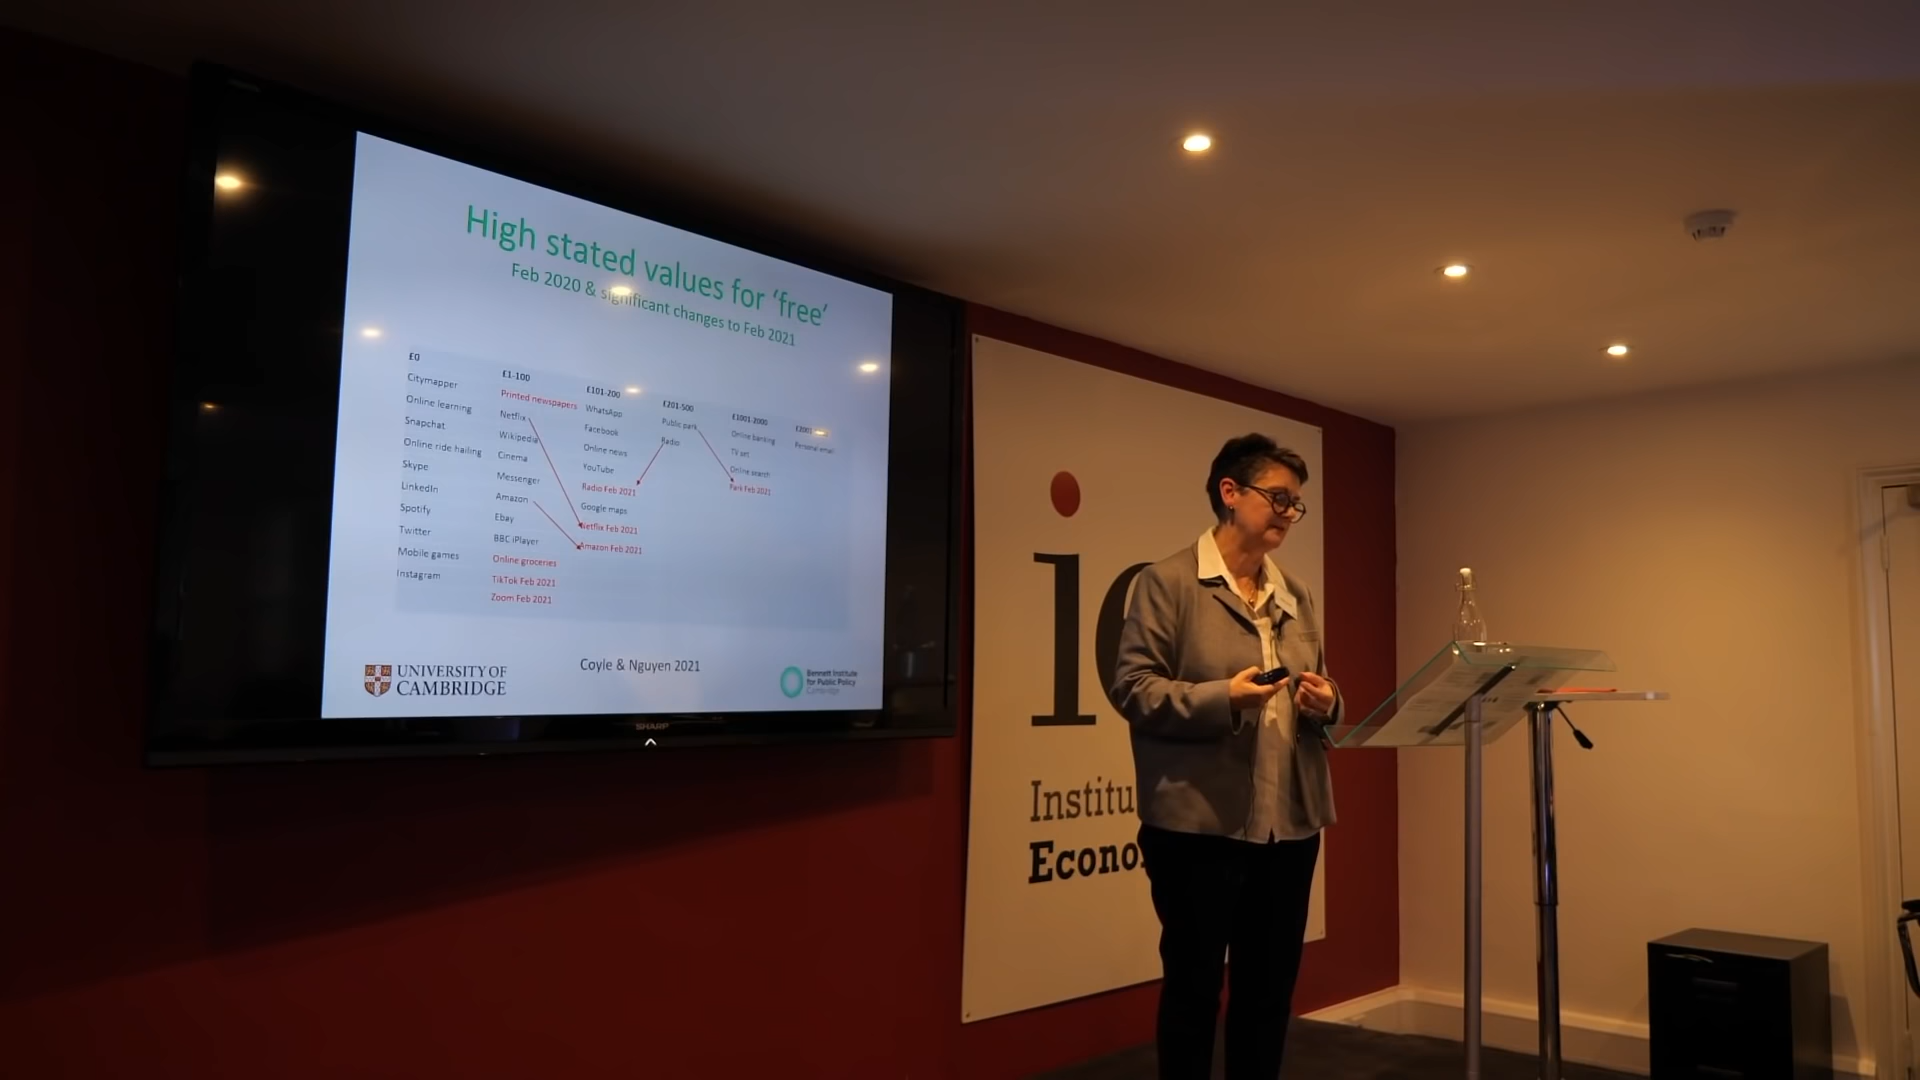 High stated values for 'free'
Feb 2020 & significant changes to Feb 2021
£0
Citymapper
Online learning
Snapchat
Online ride hailing
Skype
LinkedIn
Spotify
Twitter
Mobile games
Instagram
£1-100
Printed newspapers
Netflix
Wikipedia
Cinema
Messenger
Amazon
Ebay
BBC iPlayer
Online groceries
TikTok Feb 2021
Zoom Feb 2021
£101-200
WhatsApp
Facebook
Online news
YouTube
Radio Feb 2021
Google maps
Netflix Feb 2021
Amazon Feb 2021
£201-500
Public park
Radio
£1001-2000
Online banking
TV set
Online search
Park Feb 2021
Personal email
UNIVERSITY OF
CAMBRIDGE
Coyle & Nguyen 2021
Bennett Institute
for Public Policy
Cambridge
SHARP
ie
Institu
Econo